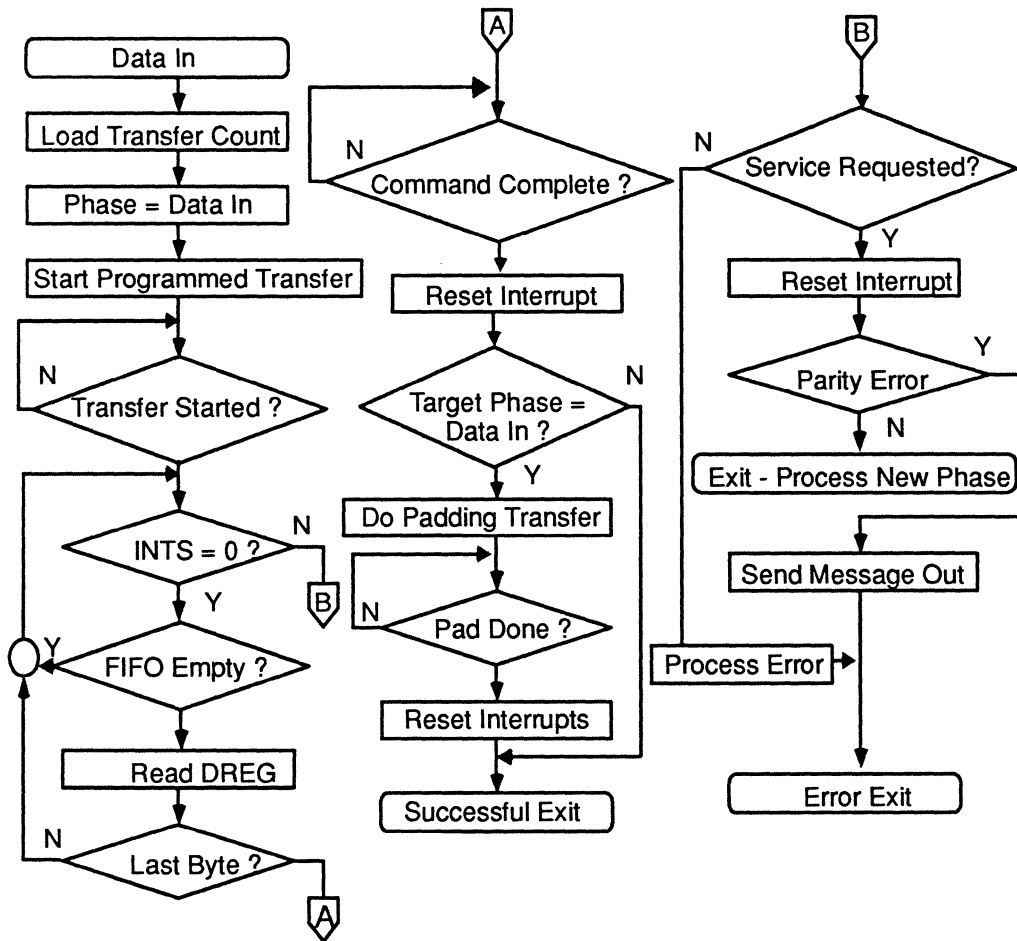 Data In
Load Transfer Count
Phase = Data In
Start Programmed Transfer
N
Transfer Started ?
INTS = 0 ?
N
B
Y
Y
FIFO Empty ?
Read DREG
N
Last Byte ?
A
A
N
Command Complete ?
Reset Interrupt
N
Target Phase =
Data In ?
Y
Do Padding Transfer
N
Pad Done ?
Reset Interrupts
Successful Exit
B
N
Service Requested?
Y
Reset Interrupt
Y
Parity Error
N
Exit - Process New Phase
Send Message Out
Process Error
Error Exit